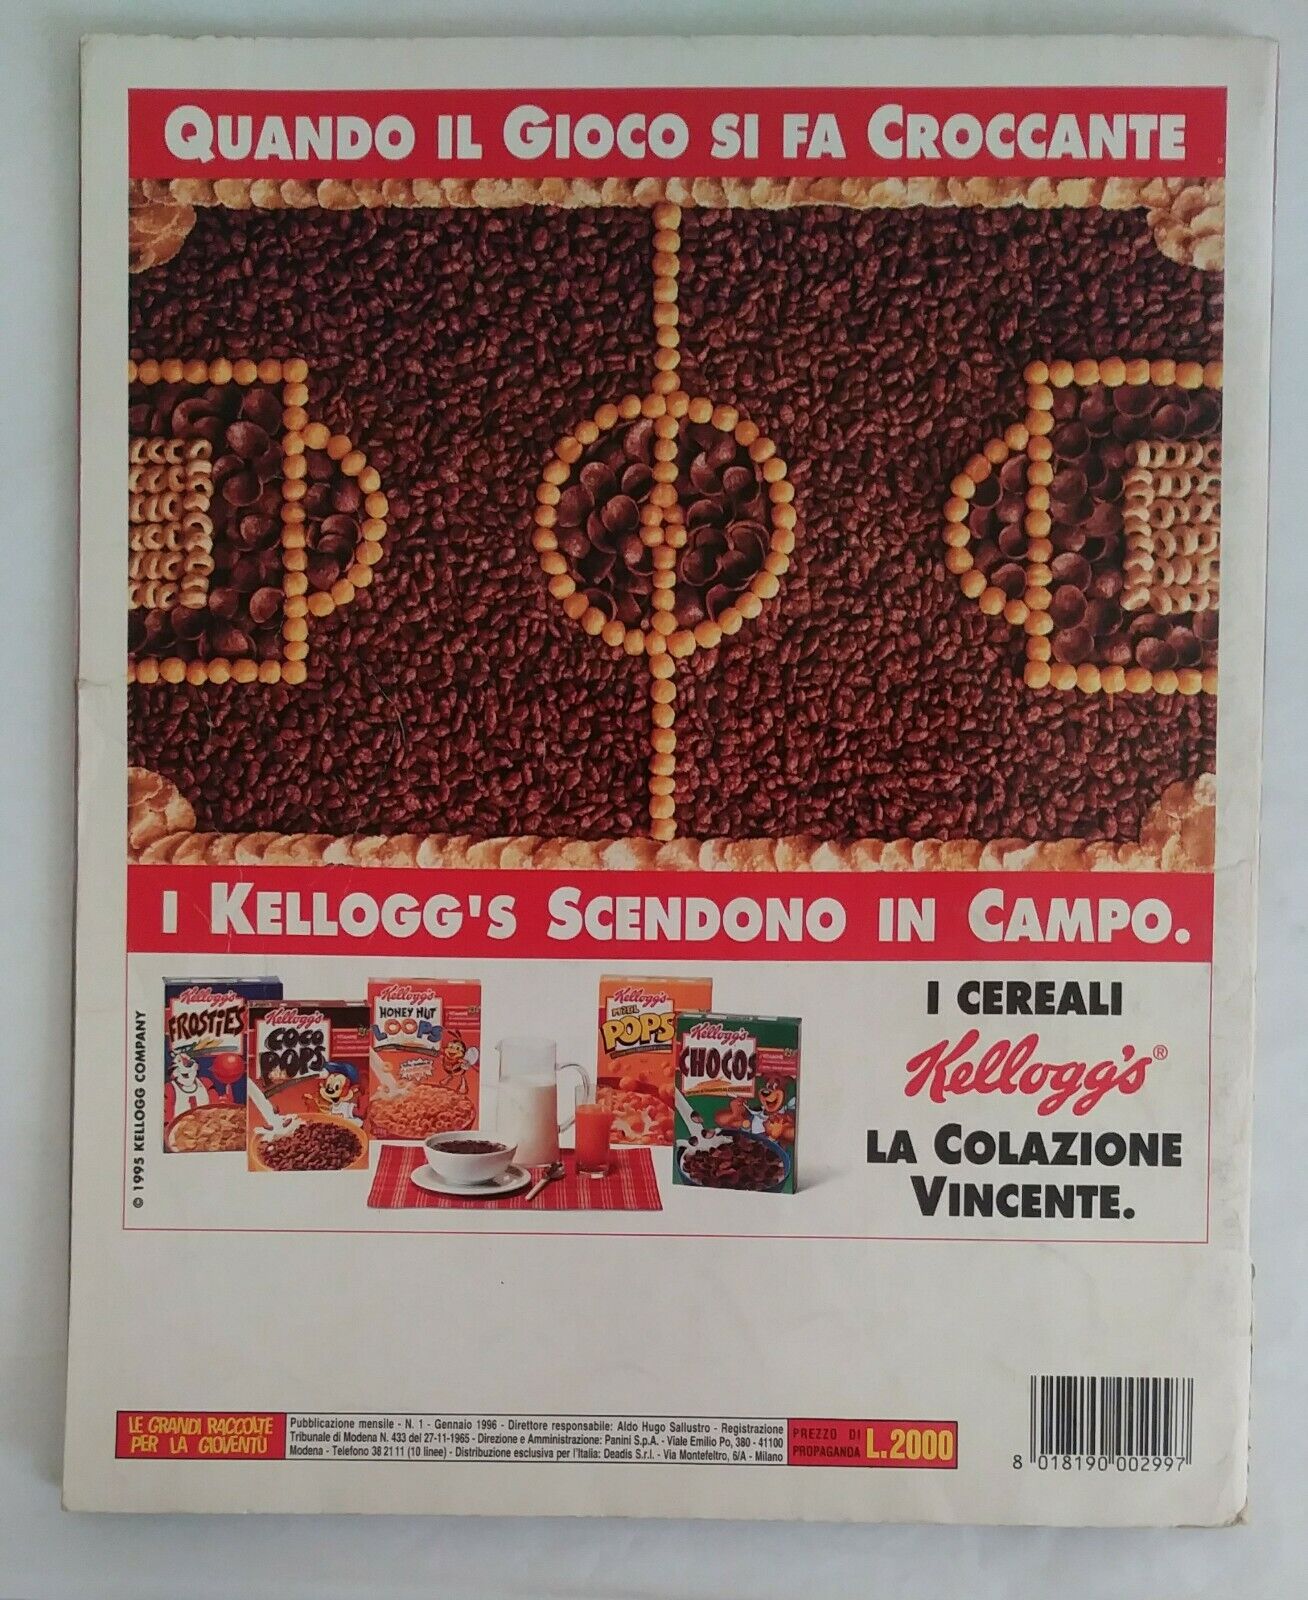 QUANDO IL GIOCO SI FA CROCCANTE
I KELLOGG'S SCENDONO IN CAMPO.
© 1995 KELLOGG COMPANY
Kellogg's
FROSTIES
Kellogg's
COCO
POPS
Kellogg's
HONEY NUT
LOOPS
Kellogg's
MIEL
POPS
Kellogg's
CHOCOS
I CEREALI
Kellogg's®
LA COLAZIONE
VINCENTE.
LE GRANDI RACCOLTE
PER LA GIOVENTÙ
Pubblicazione mensile - N. 1 - Gennaio 1996 - Direttore responsabile: Aldo Hugo Sallustro - Registrazione
Tribunale di Modena N. 433 del 27-11-1965 - Direzione e Amministrazione: Panini S.p.A. - Viale Emilio Po, 380 - 41100
Modena - Telefono 38 21 11 (10 linee) - Distribuzione esclusiva per l'Italia: Deadis S.r.l. - Via Montefeltro, 6/A - Milano
PREZZO DI
PROPAGANDA
L.2000
8 018190 002997